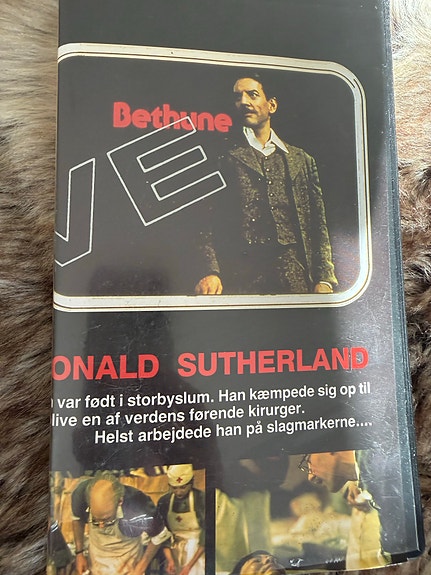 Bethune
VE
ONALD SUTHERLAND
var født i storbyslum. Han kæmpede sig op til
live en af verdens førende kirurger.
Helst arbejdede han på slagmarkerne....